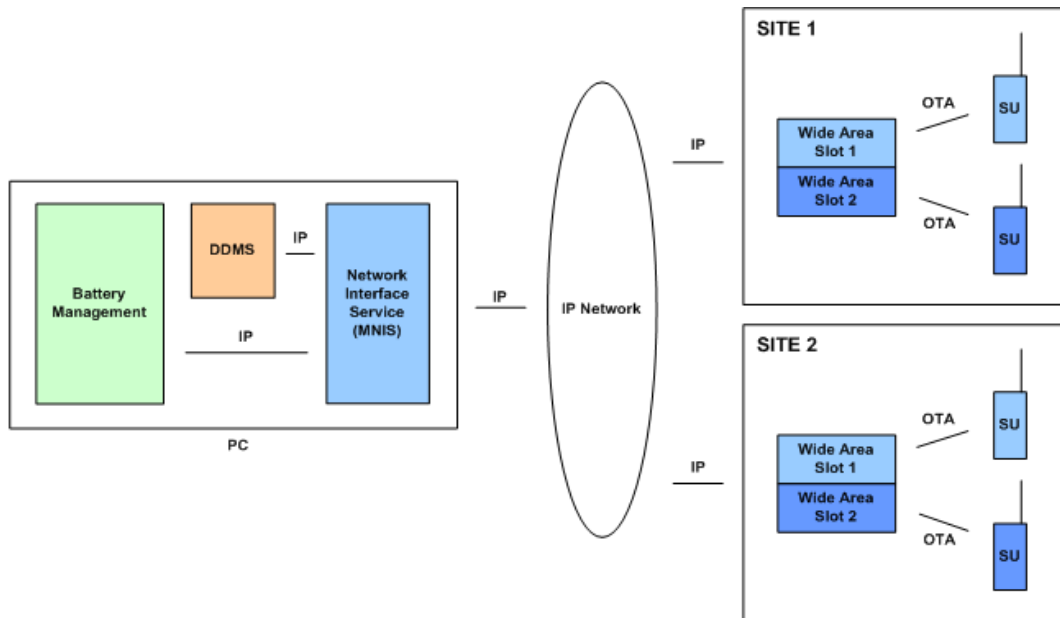 SITE 1
OTA
SU
Wide Area
Slot 1
IP
Wide Area
Slot 2
SU
OTA
DDMS
IP
Battery
Management
Network
Interface
Service
(MNIS)
IP
IP
IP Network
PC
SITE 2
OTA
SU
Wide Area
Slot 1
IP
Wide Area
Slot 2
OTA
SU